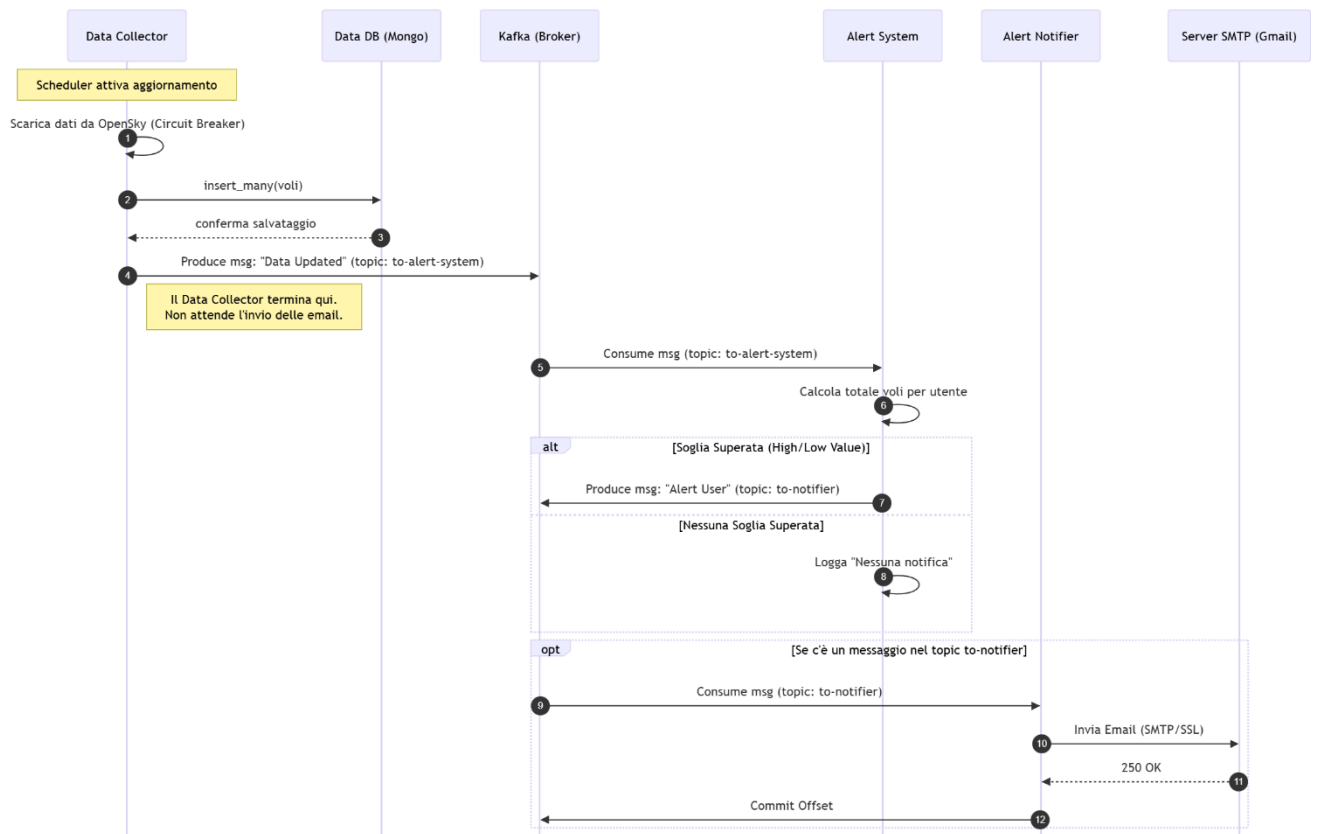 Data Collector
Data DB (Mongo)
Kafka (Broker)
Alert System
Alert Notifier
Server SMTP (Gmail)
Scheduler attiva aggiornamento
Scarica dati da OpenSky (Circuit Breaker)
1
insert_many(voli)
2
conferma salvataggio
3
Produce msg: "Data Updated" (topic: to-alert-system)
4
Il Data Collector termina qui.
Non attende l'invio delle email.
Consume msg (topic: to-alert-system)
5
Calcola totale voli per utente
6
alt
[Soglia Superata (High/Low Value)]
Produce msg: "Alert User" (topic: to-notifier)
7
[Nessuna Soglia Superata]
Logga "Nessuna notifica"
8
opt
[Se c'è un messaggio nel topic to-notifier]
Consume msg (topic: to-notifier)
9
Invia Email (SMTP/SSL)
10
250 OK
11
Commit Offset
12